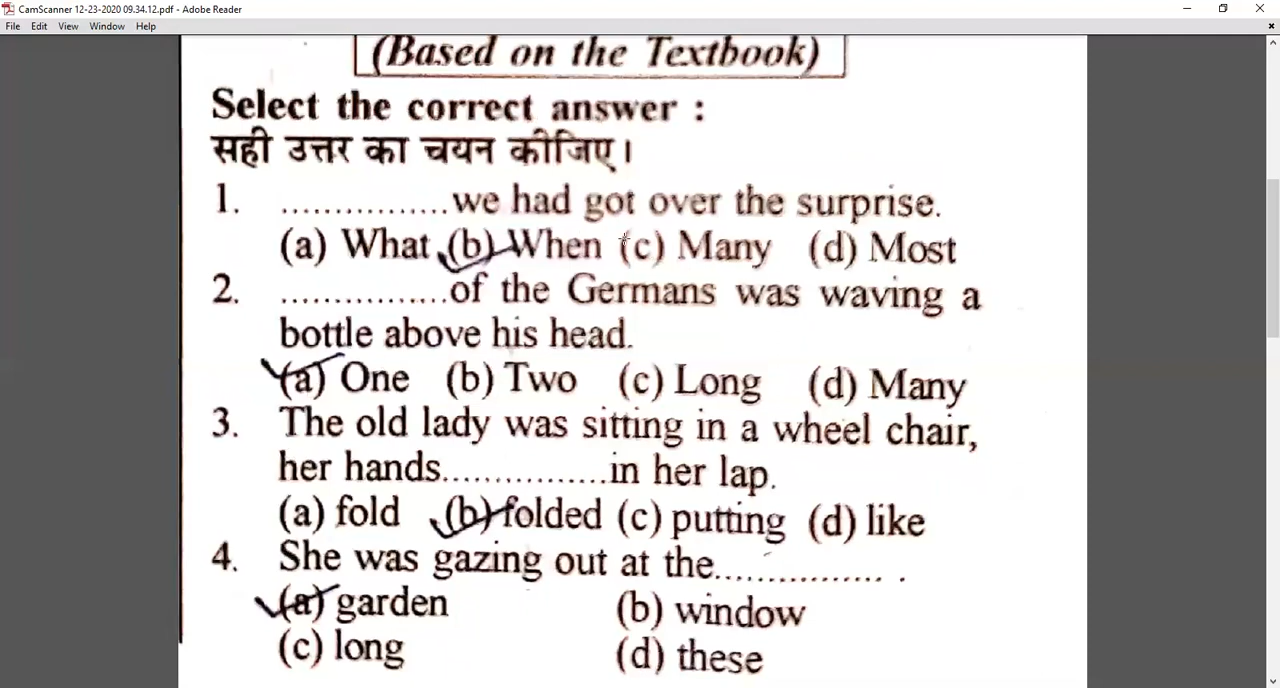 CamScanner 12-23-2020 09.34.12.pdf - Adobe Reader
File Edit View Window Help
(Based on the Textbook)
Select the correct answer :
सही उत्तर का चयन कीजिए।
1. ................we had got over the surprise.
(a) What (b) When (c) Many (d) Most
2. ................of the Germans was waving a
bottle above his head.
(a) One (b) Two (c) Long (d) Many
3. The old lady was sitting in a wheel chair,
her hands................in her lap.
(a) fold (b) folded (c) putting (d) like
4. She was gazing out at the................ .
(a) garden (b) window
(c) long (d) these